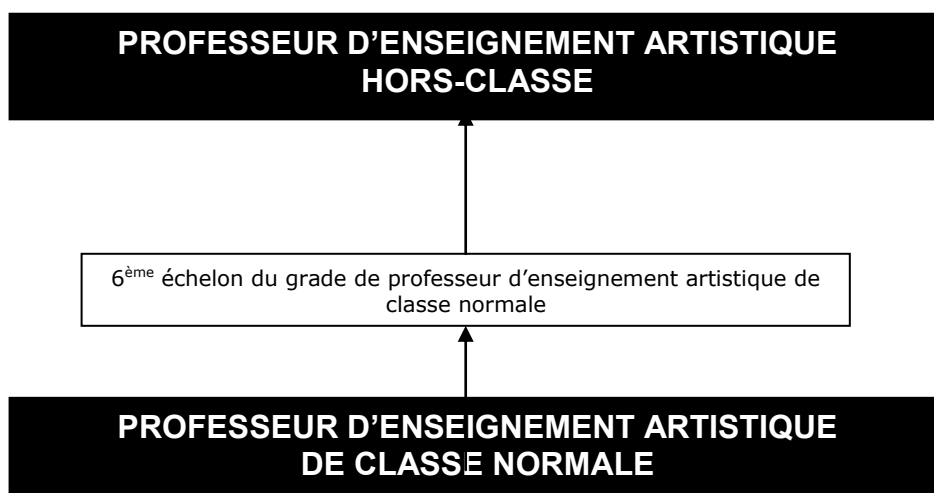 PROFESSEUR D’ENSEIGNEMENT ARTISTIQUE
HORS-CLASSE
6ème échelon du grade de professeur d’enseignement artistique de
classe normale
PROFESSEUR D’ENSEIGNEMENT ARTISTIQUE
DE CLASSE NORMALE